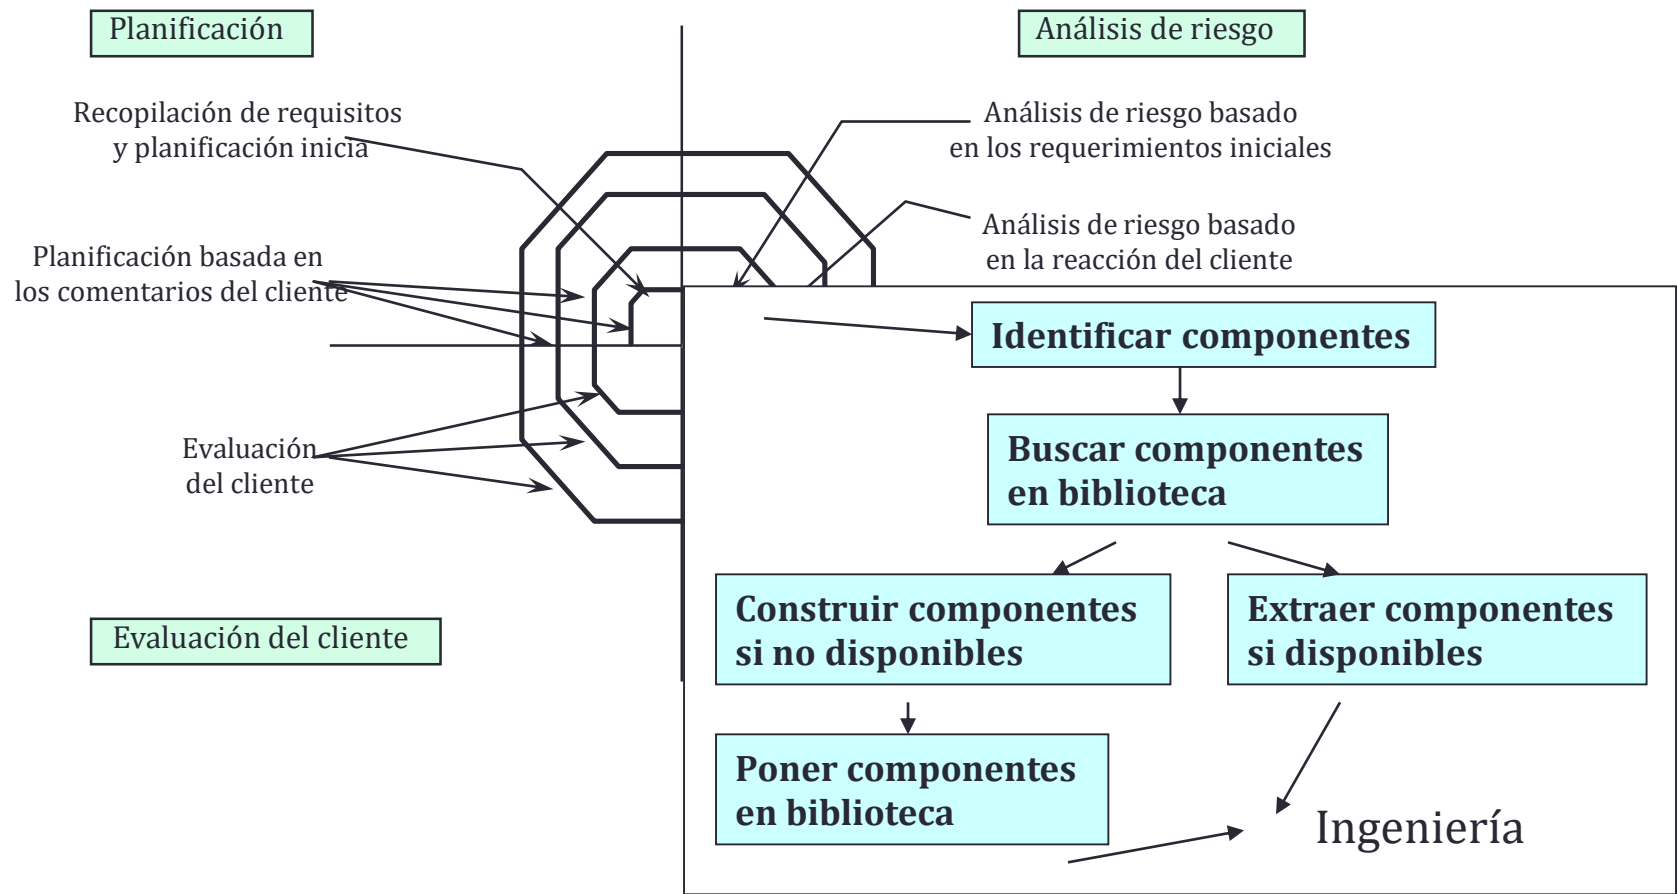 Planificación
Análisis de riesgo
Recopilación de requisitos
y planificación inicia
Análisis de riesgo basado
en los requerimientos iniciales
Análisis de riesgo basado
en la reacción del cliente
Planificación basada en
los comentarios del cliente
Identificar componentes
Buscar componentes
en biblioteca
Evaluación
del cliente
Construir componentes
si no disponibles
Extraer componentes
si disponibles
Evaluación del cliente
Poner componentes
en biblioteca
Ingeniería